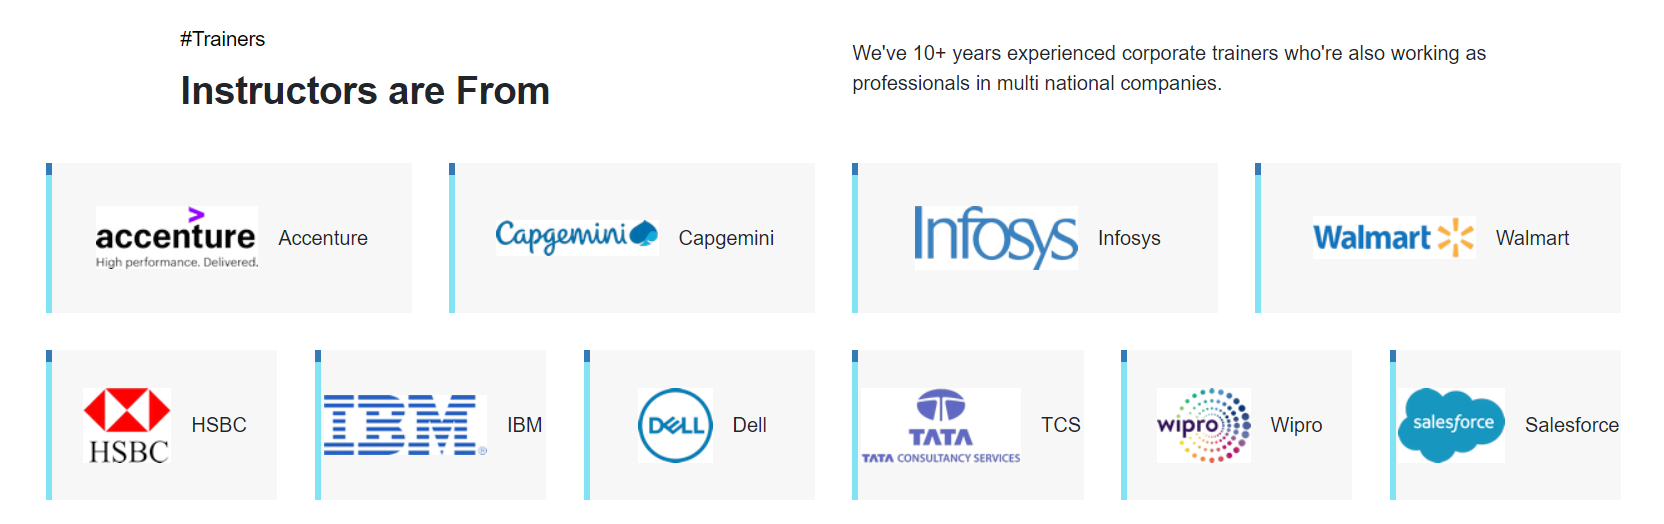 #Trainers
Instructors are From
We've 10+ years experienced corporate trainers who're also working as
professionals in multi national companies.
accenture
High performance. Delivered.
Accenture
Capgemini
Capgemini
Infosys
Infosys
Walmart
Walmart
HSBC
HSBC
IBM®
IBM
DELL
Dell
TATA
TATA CONSULTANCY SERVICES
TCS
wipro
Wipro
salesforce
Salesforce